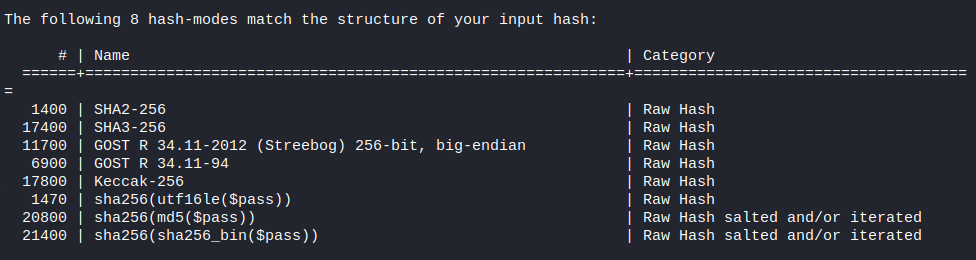 The following 8 hash-modes match the structure of your input hash:
# | Name | Category
======+============================================================+=====================================
=
1400 | SHA2-256 | Raw Hash
17400 | SHA3-256 | Raw Hash
11700 | GOST R 34.11-2012 (Streebog) 256-bit, big-endian | Raw Hash
6900 | GOST R 34.11-94 | Raw Hash
17800 | Keccak-256 | Raw Hash
1470 | sha256(utf16le($pass)) | Raw Hash
20800 | sha256(md5($pass)) | Raw Hash salted and/or iterated
21400 | sha256(sha256_bin($pass)) | Raw Hash salted and/or iterated